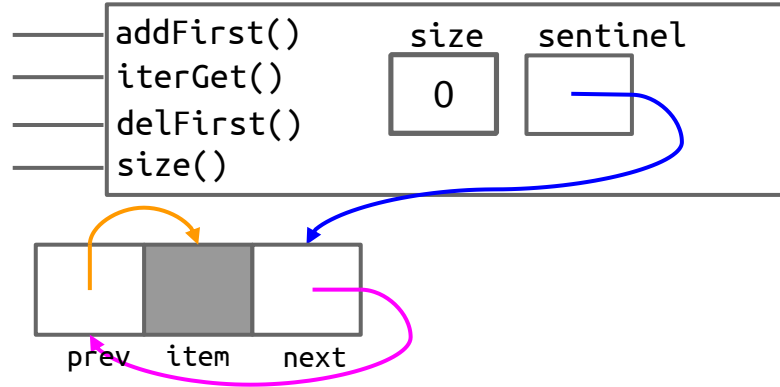 addFirst() size sentinel
iterGet()
0
delFirst()
size()
prev item next